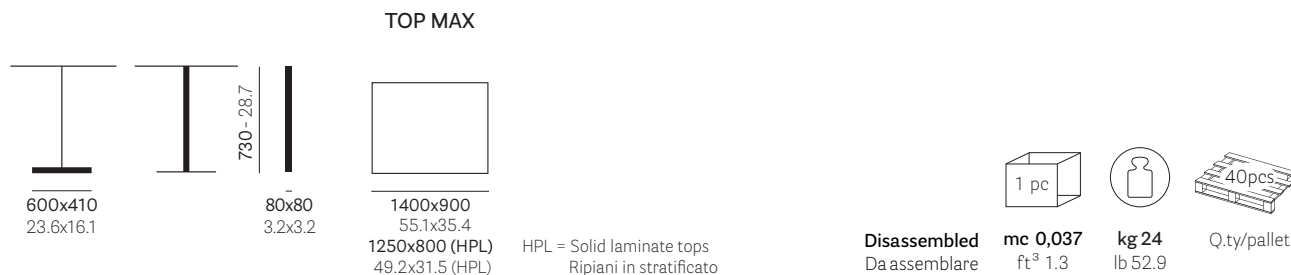 TOP MAX
730 - 28.7
600x410
23.6x16.1
80x80
3.2x3.2
1400x900
55.1x35.4
1250x800 (HPL)
49.2x31.5 (HPL)
HPL = Solid laminate tops
Ripiani in stratificato
Disassembled
Da assemblare
1 pc
mc 0,037
ft³ 1.3
kg 24
lb 52.9
40pcs
Q.ty/pallet